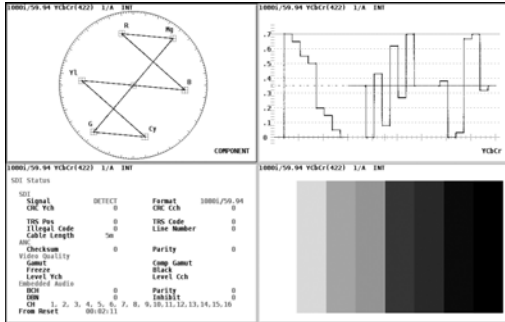 1080i/59.94 YCbCr(422) 1/A INT
R
Mg
Yl
B
G
Cy
COMPONENT
1080i/59.94 YCbCr(422) 1/A INT
.7
.6
.5
.4
.3
.2
.1
0
YCbCr
1080i/59.94 YCbCr(422) 1/A INT
SDI Status
SDI
Signal DETECT Format 1080i/59.94
CRC Ych 0 CRC Cch 0
TRS Pos 0 TRS Code 0
Illegal Code 0 Line Number 0
Cable Length 5m
ANC
Checksum 0 Parity 0
Video Quality
Gamut Comp Gamut
Freeze Black
Level Ych Level Cch
Embedded Audio
BCH 0 Parity 0
DBN 0 Inhibit 0
CH 1, 2, 3, 4, 5, 6, 7, 8, 9,10,11,12,13,14,15,16
From Reset 00:02:11
1080i/59.94 YCbCr(422) 1/A INT